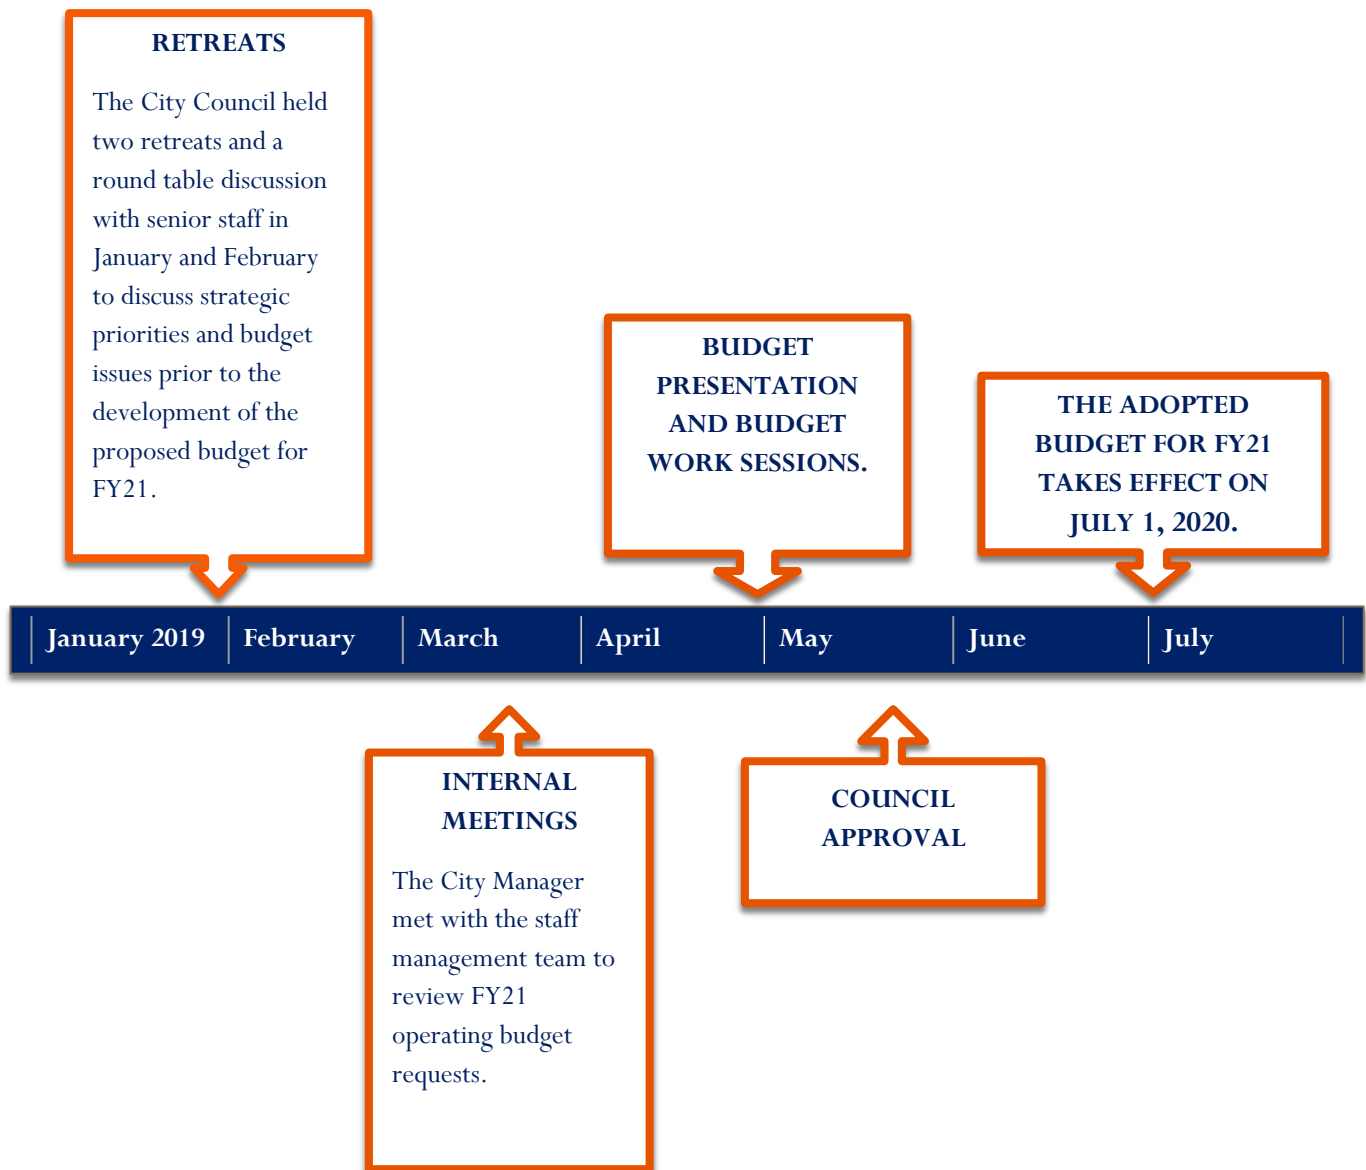 RETREATS
The City Council held
two retreats and a
round table discussion
with senior staff in
January and February
to discuss strategic
priorities and budget
issues prior to the
development of the
proposed budget for
FY21.
BUDGET
PRESENTATION
AND BUDGET
WORK SESSIONS.
THE ADOPTED
BUDGET FOR FY21
TAKES EFFECT ON
JULY 1, 2020.
January 2019 February March April May June July
INTERNAL
MEETINGS
The City Manager
met with the staff
management team to
review FY21
operating budget
requests.
COUNCIL
APPROVAL